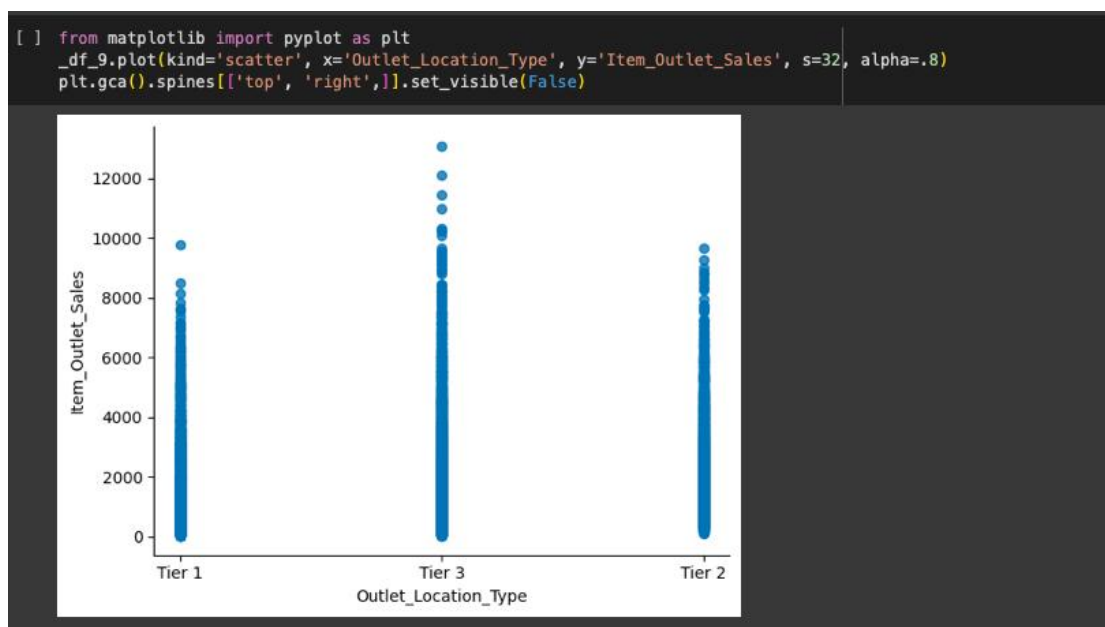 [ ] from matplotlib import pyplot as plt
_df_9.plot(kind='scatter', x='Outlet_Location_Type', y='Item_Outlet_Sales', s=32, alpha=.8)
plt.gca().spines[['top', 'right',]].set_visible(False)
12000
10000
8000
6000
4000
2000
0
Item_Outlet_Sales
Tier 1 Tier 3 Tier 2
Outlet_Location_Type